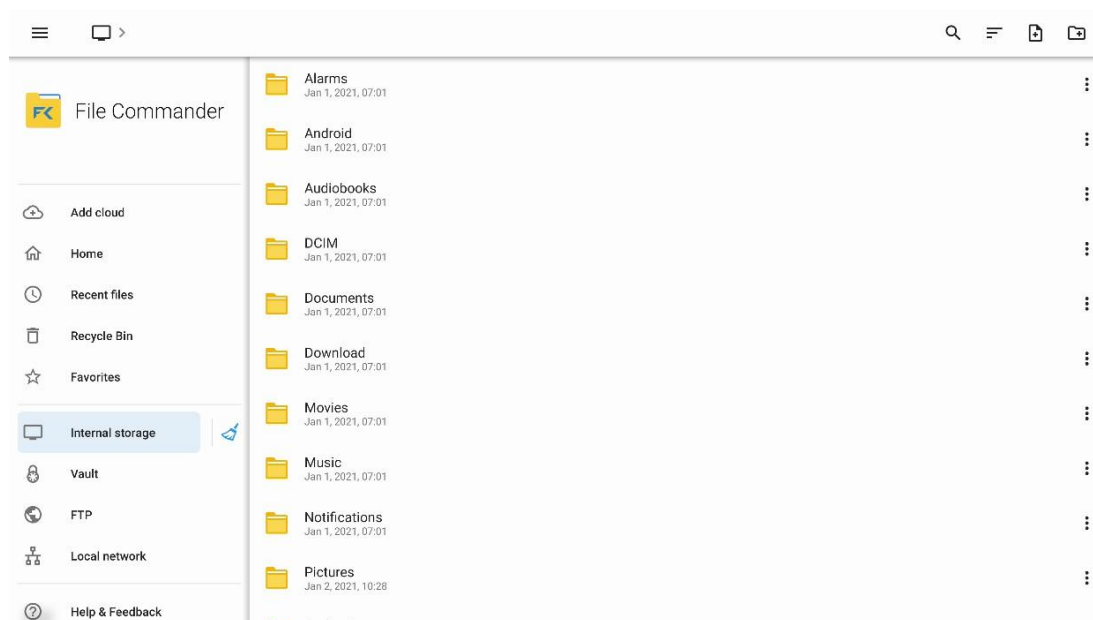 FC
File Commander
Add cloud
Home
Recent files
Recycle Bin
Favorites
Internal storage
Vault
FTP
Local network
Help & Feedback
Alarms
Jan 1, 2021, 07:01
Android
Jan 1, 2021, 07:01
Audiobooks
Jan 1, 2021, 07:01
DCIM
Jan 1, 2021, 07:01
Documents
Jan 1, 2021, 07:01
Download
Jan 1, 2021, 07:01
Movies
Jan 1, 2021, 07:01
Music
Jan 1, 2021, 07:01
Notifications
Jan 1, 2021, 07:01
Pictures
Jan 2, 2021, 10:28